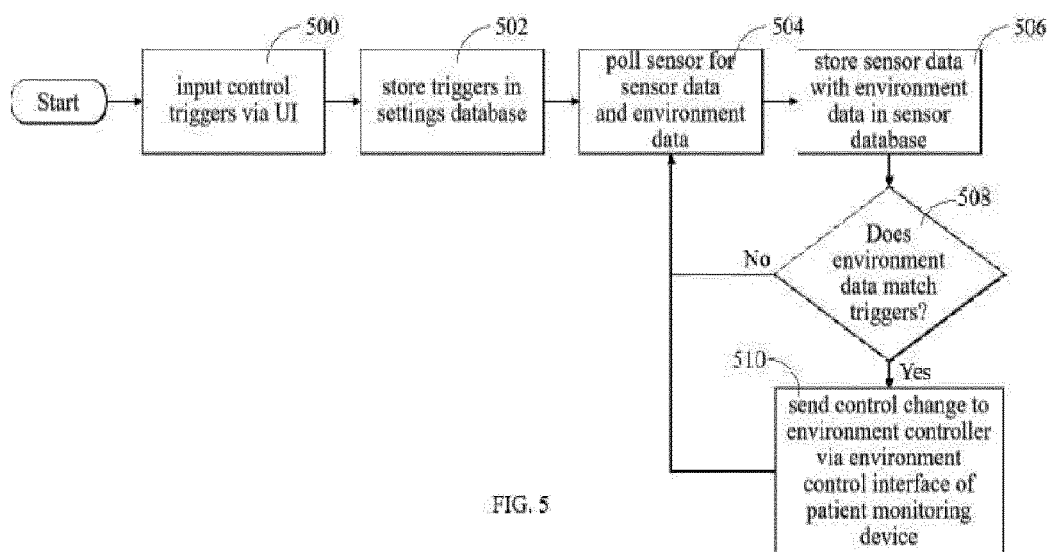 500
502
504
506
Start
input control
triggers via UI
store triggers in
settings database
poll sensor for
sensor data
and environment
data
store sensor data
with environment
data in sensor
database
508
Does
environment
data match
triggers?
No
Yes
510
send control change to
environment controller
via environment
control interface of
patient monitoring
device
FIG. 5